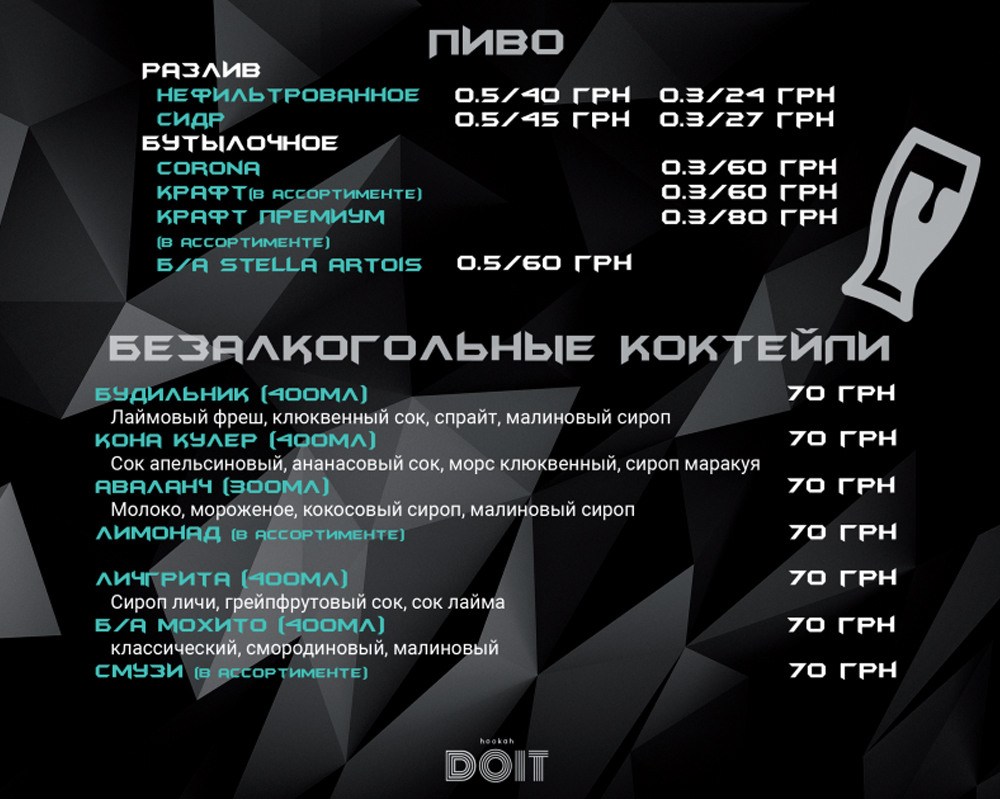 ПИВО
РАЗЛИВ
НЕФИЛЬТРОВАННОЕ 0.5/40 ГРН 0.3/24 ГРН
СИДР 0.5/45 ГРН 0.3/27 ГРН
БУТЫЛОЧНОЕ
CORONA 0.3/60 ГРН
КРАФТ(В АССОРТИМЕНТЕ) 0.3/60 ГРН
КРАФТ ПРЕМИУМ 0.3/80 ГРН
(В АССОРТИМЕНТЕ)
Б/А STELLA ARTOIS 0.5/60 ГРН
БЕЗАЛКОГОЛЬНЫЕ КОКТЕЙЛИ
БУДИЛЬНИК (400МЛ) 70 ГРН
Лаймовый фреш, клюквенный сок, спрайт, малиновый сироп
КОНА КУЛЕР (400МЛ) 70 ГРН
Сок апельсиновый, ананасовый сок, морс клюквенный, сироп маракуя
АВАЛАНЧ (300МЛ) 70 ГРН
Молоко, мороженое, кокосовый сироп, малиновый сироп
ЛИМОНАД (В АССОРТИМЕНТЕ) 70 ГРН
ЛИЧГРИТА (400МЛ) 70 ГРН
Сироп личи, грейпфрутовый сок, сок лайма
Б/А МОХИТО (400МЛ) 70 ГРН
классический, смородиновый, малиновый
СМУЗИ (В АССОРТИМЕНТЕ) 70 ГРН
hookah
DOIT